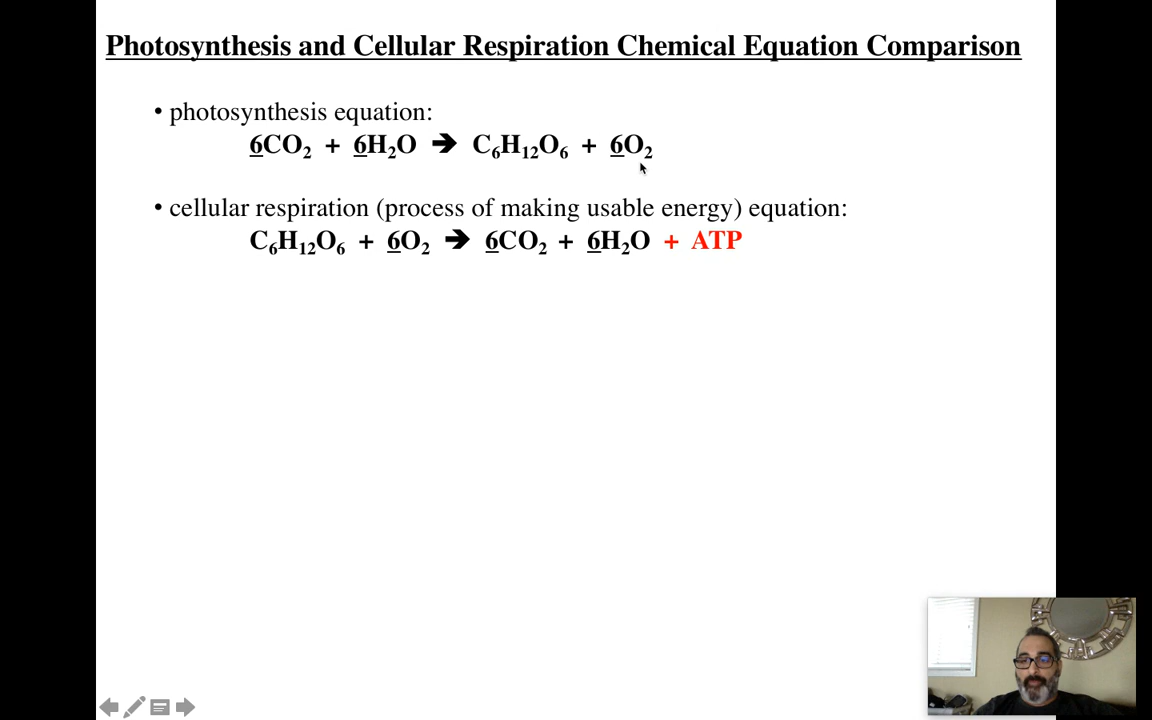 Photosynthesis and Cellular Respiration Chemical Equation Comparison
• photosynthesis equation:
6CO₂ + 6H₂O ➔ C₆H₁₂O₆ + 6O₂
• cellular respiration (process of making usable energy) equation:
C₆H₁₂O₆ + 6O₂ ➔ 6CO₂ + 6H₂O + ATP